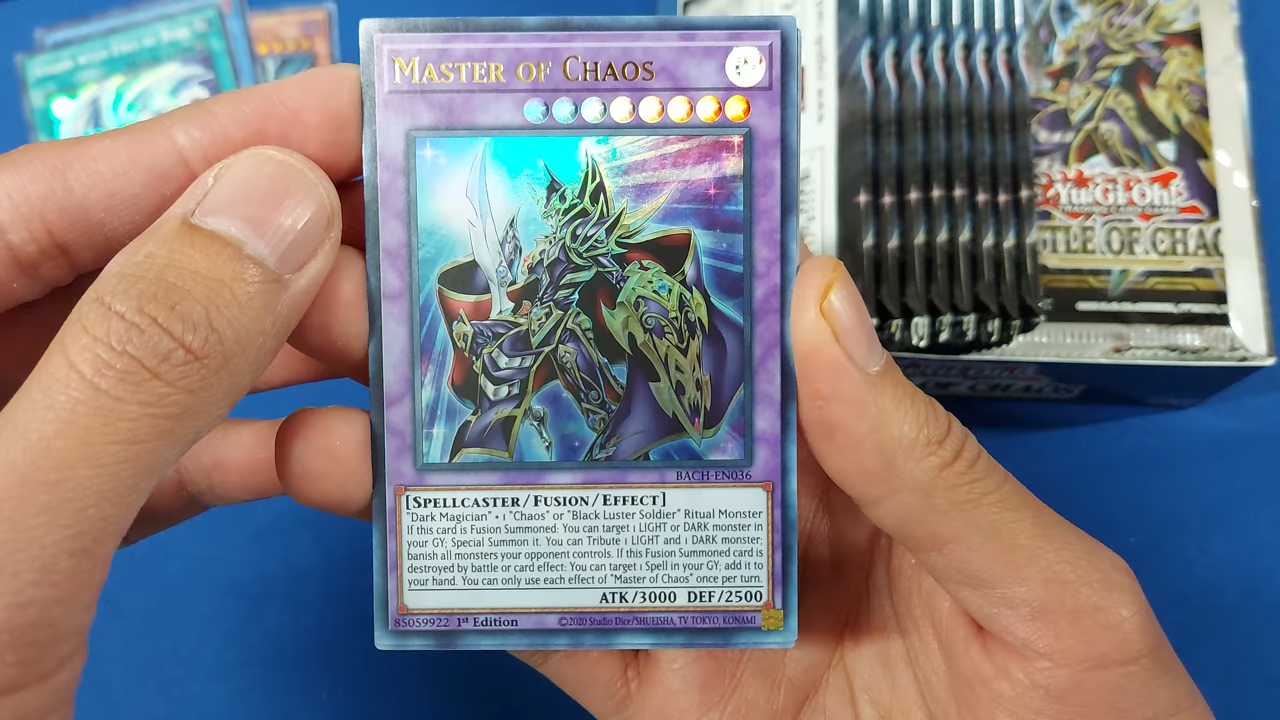 MASTER OF CHAOS
BACH-EN036
[SPELLCASTER/FUSION/EFFECT]
"Dark Magician" + 1 "Chaos" or "Black Luster Soldier" Ritual Monster
If this card is Fusion Summoned: You can target 1 LIGHT or DARK monster in
your GY; Special Summon it. You can Tribute 1 LIGHT and 1 DARK monster;
banish all monsters your opponent controls. If this Fusion Summoned card is
destroyed by battle or card effect: You can target 1 Spell in your GY; add it to
your hand. You can only use each effect of "Master of Chaos" once per turn.
ATK/3000 DEF/2500
85059922 1st Edition
©2020 Studio Dice/SHUEISHA, TV TOKYO, KONAMI
Yu-Gi-Oh!
TRADING CARD GAME
TLE OF CHAO
OF CHAOS